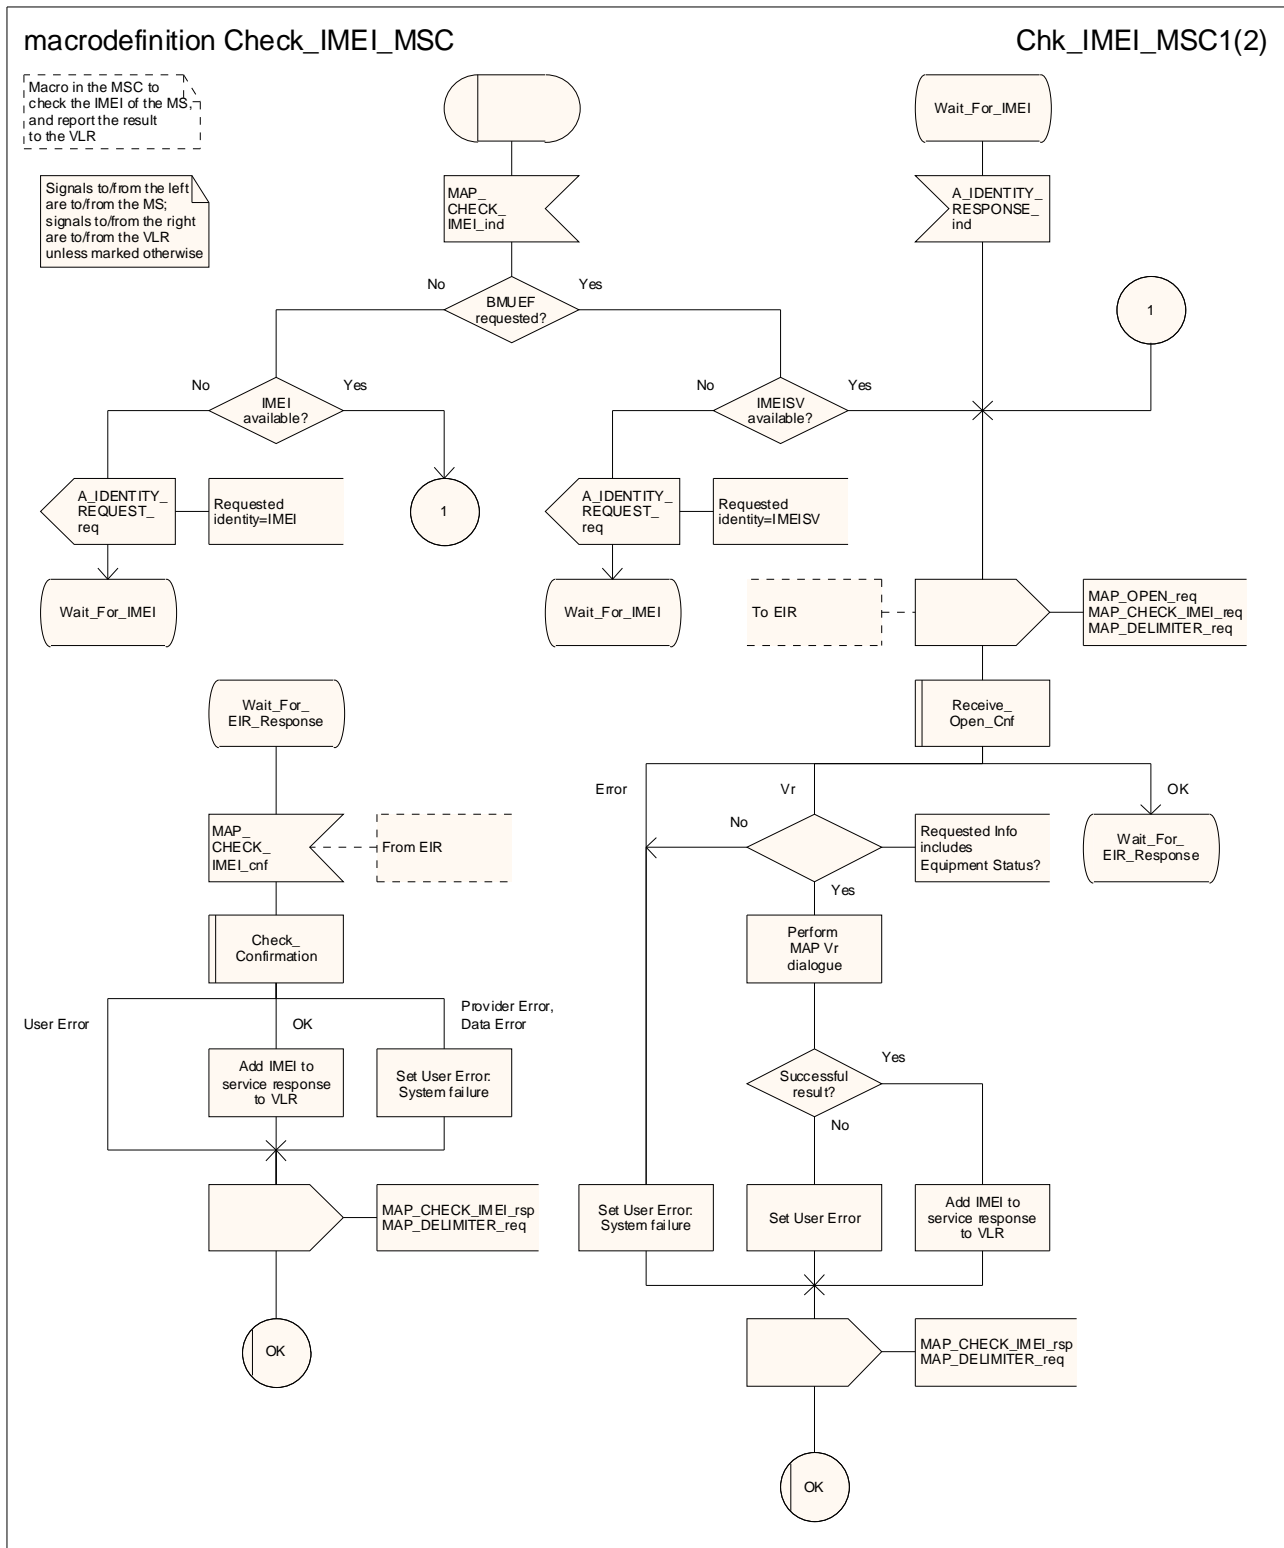 macrodefinition Check_IMEI_MSC
Chk_IMEI_MSC1(2)
Macro in the MSC to
check the IMEI of the MS,
and report the result
to the VLR
Signals to/from the left
are to/from the MS;
signals to/from the right
are to/from the VLR
unless marked otherwise
MAP_
CHECK_
IMEI_ind
Wait_For_IMEI
A_IDENTITY_
RESPONSE_
ind
No
Yes
BMUEF
requested?
1
No
Yes
IMEI
available?
No
Yes
IMEISV
available?
A_IDENTITY_
REQUEST_
req
Requested
identity=IMEI
1
A_IDENTITY_
REQUEST_
req
Requested
identity=IMEISV
Wait_For_IMEI
Wait_For_IMEI
To EIR
MAP_OPEN_req
MAP_CHECK_IMEI_req
MAP_DELIMITER_req
Wait_For_
EIR_Response
Receive_
Open_Cnf
Error
Vr
OK
MAP_
CHECK_
IMEI_cnf
From EIR
No
Requested Info
includes
Equipment Status?
Wait_For_
EIR_Response
Yes
Check_
Confirmation
Perform
MAP Vr
dialogue
User Error
OK
Provider Error,
Data Error
Add IMEI to
service response
to VLR
Set User Error:
System failure
Successful
result?
Yes
No
MAP_CHECK_IMEI_rsp
MAP_DELIMITER_req
Set User Error:
System failure
Set User Error
Add IMEI to
service response
to VLR
OK
MAP_CHECK_IMEI_rsp
MAP_DELIMITER_req
OK